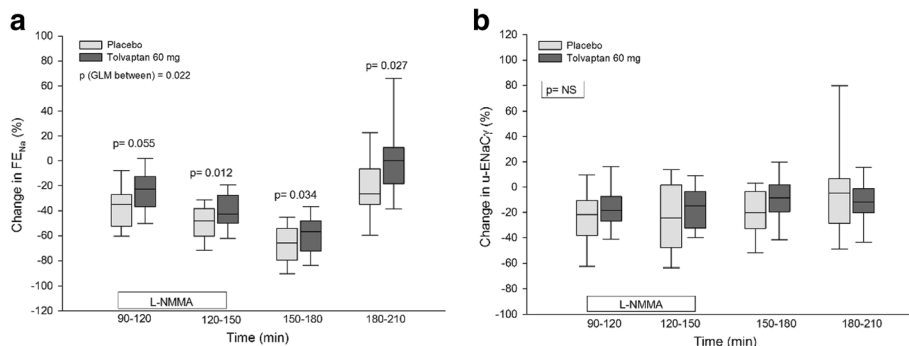 a
Placebo
Tolvaptan 60 mg
p (GLM between) = 0.022
p= 0.055
p= 0.012
p= 0.034
p= 0.027
Change in FENa (%)
100
80
60
40
20
0
-20
-40
-60
-80
-100
-120
L-NMMA
90-120
120-150
150-180
180-210
Time (min)
b
Placebo
Tolvaptan 60 mg
p= NS
Change in u-ENaCγ (%)
120
100
80
60
40
20
0
-20
-40
-60
-80
-100
L-NMMA
90-120
120-150
150-180
180-210
Time (min)